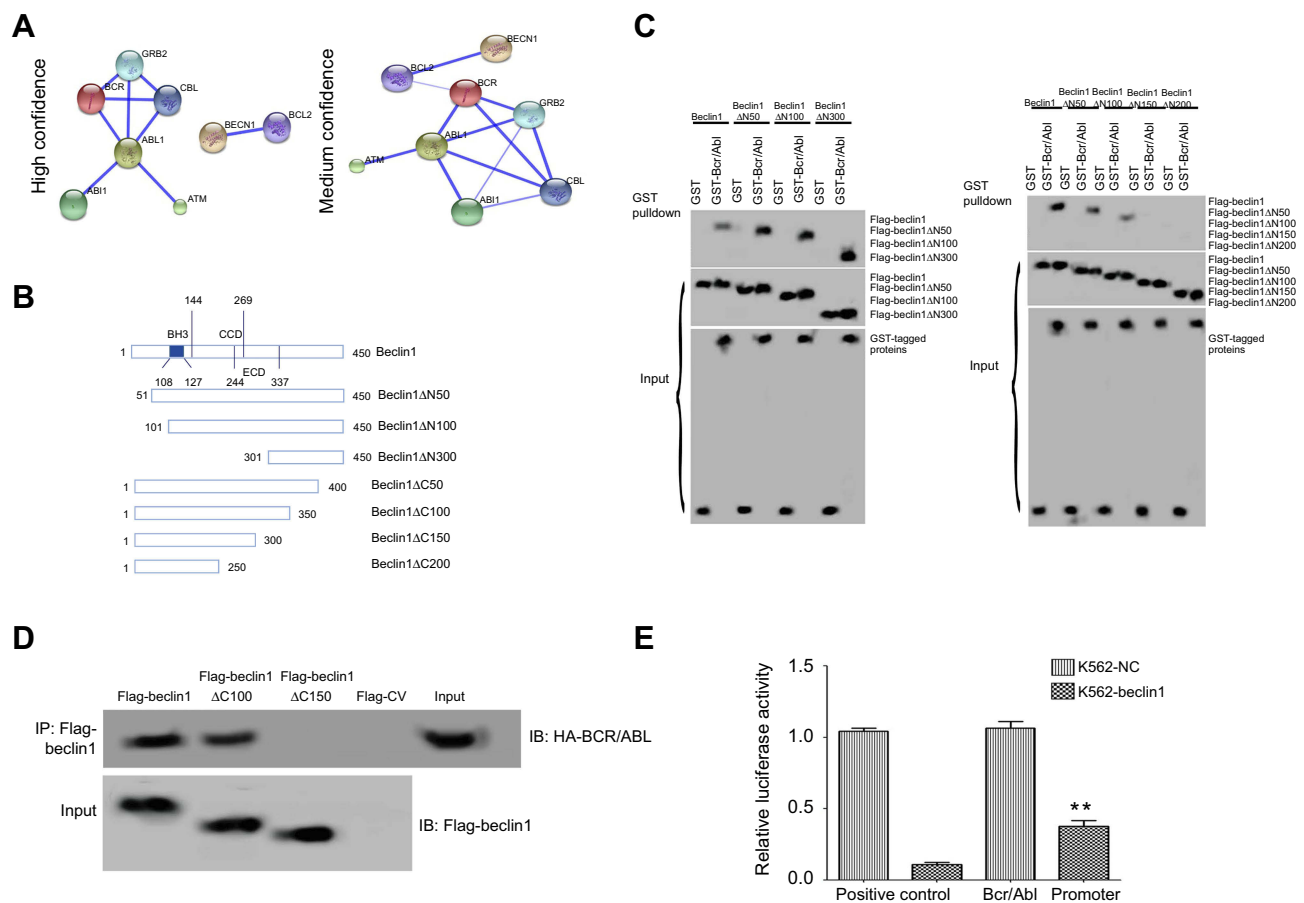 A
High confidence
GRB2
BCR
CBL
ABL1
ABI1
ATM
BECN1
BCL2
Medium confidence
BECN1
BCL2
BCR
GRB2
ABL1
ATM
CBL
ABI1
B
144
269
BH3
CCD
1
450 Beclin1
ECD
108
127
244
337
51
450 Beclin1ΔN50
101
450 Beclin1ΔN100
301
450 Beclin1ΔN300
1
400
Beclin1ΔC50
1
350
Beclin1ΔC100
1
300
Beclin1ΔC150
1
250
Beclin1ΔC200
C
Beclin1 Beclin1 Beclin1
Beclin1 ΔN50 ΔN100 ΔN300
GST GST-Bcr/Abl GST GST-Bcr/Abl GST GST-Bcr/Abl GST GST-Bcr/Abl
GST
pulldown
Flag-beclin1
Flag-beclin1ΔN50
Flag-beclin1ΔN100
Flag-beclin1ΔN300
Flag-beclin1
Flag-beclin1ΔN50
Flag-beclin1ΔN100
Flag-beclin1ΔN300
GST-tagged
proteins
Input
Beclin1 Beclin1 Beclin1 Beclin1
Beclin1 ΔN50 ΔN100 ΔN150 ΔN200
GST GST-Bcr/Abl GST GST-Bcr/Abl GST GST-Bcr/Abl GST GST-Bcr/Abl GST GST-Bcr/Abl
GST
pulldown
Flag-beclin1
Flag-beclin1ΔN50
Flag-beclin1ΔN100
Flag-beclin1ΔN150
Flag-beclin1ΔN200
Flag-beclin1
Flag-beclin1ΔN50
Flag-beclin1ΔN100
Flag-beclin1ΔN150
Flag-beclin1ΔN200
GST-tagged
proteins
Input
D
Flag-beclin1 Flag-beclin1 Flag-beclin1 Flag-CV Input
ΔC100 ΔC150
IP: Flag-
beclin1
IB: HA-BCR/ABL
Input
IB: Flag-beclin1
E
K562-NC
K562-beclin1
Relative luciferase activity
1.5
1.0
0.5
0.0
**
Positive control Bcr/Abl Promoter